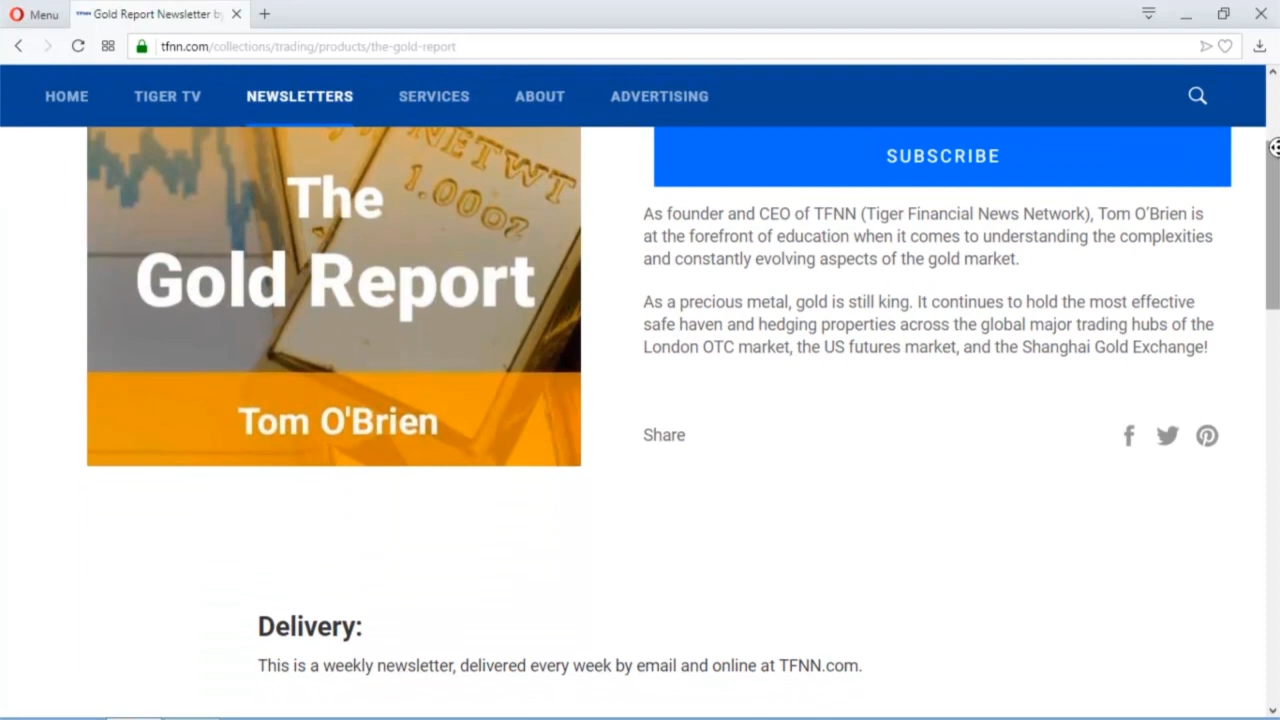 Menu
TFNN Gold Report Newsletter by
tfnn.com/collections/trading/products/the-gold-report
HOME
TIGER TV
NEWSLETTERS
SERVICES
ABOUT
ADVERTISING
NETWT
1.00oz
The
Gold Report
Tom O'Brien
SUBSCRIBE
As founder and CEO of TFNN (Tiger Financial News Network), Tom O'Brien is
at the forefront of education when it comes to understanding the complexities
and constantly evolving aspects of the gold market.
As a precious metal, gold is still king. It continues to hold the most effective
safe haven and hedging properties across the global major trading hubs of the
London OTC market, the US futures market, and the Shanghai Gold Exchange!
Share
Delivery:
This is a weekly newsletter, delivered every week by email and online at TFNN.com.